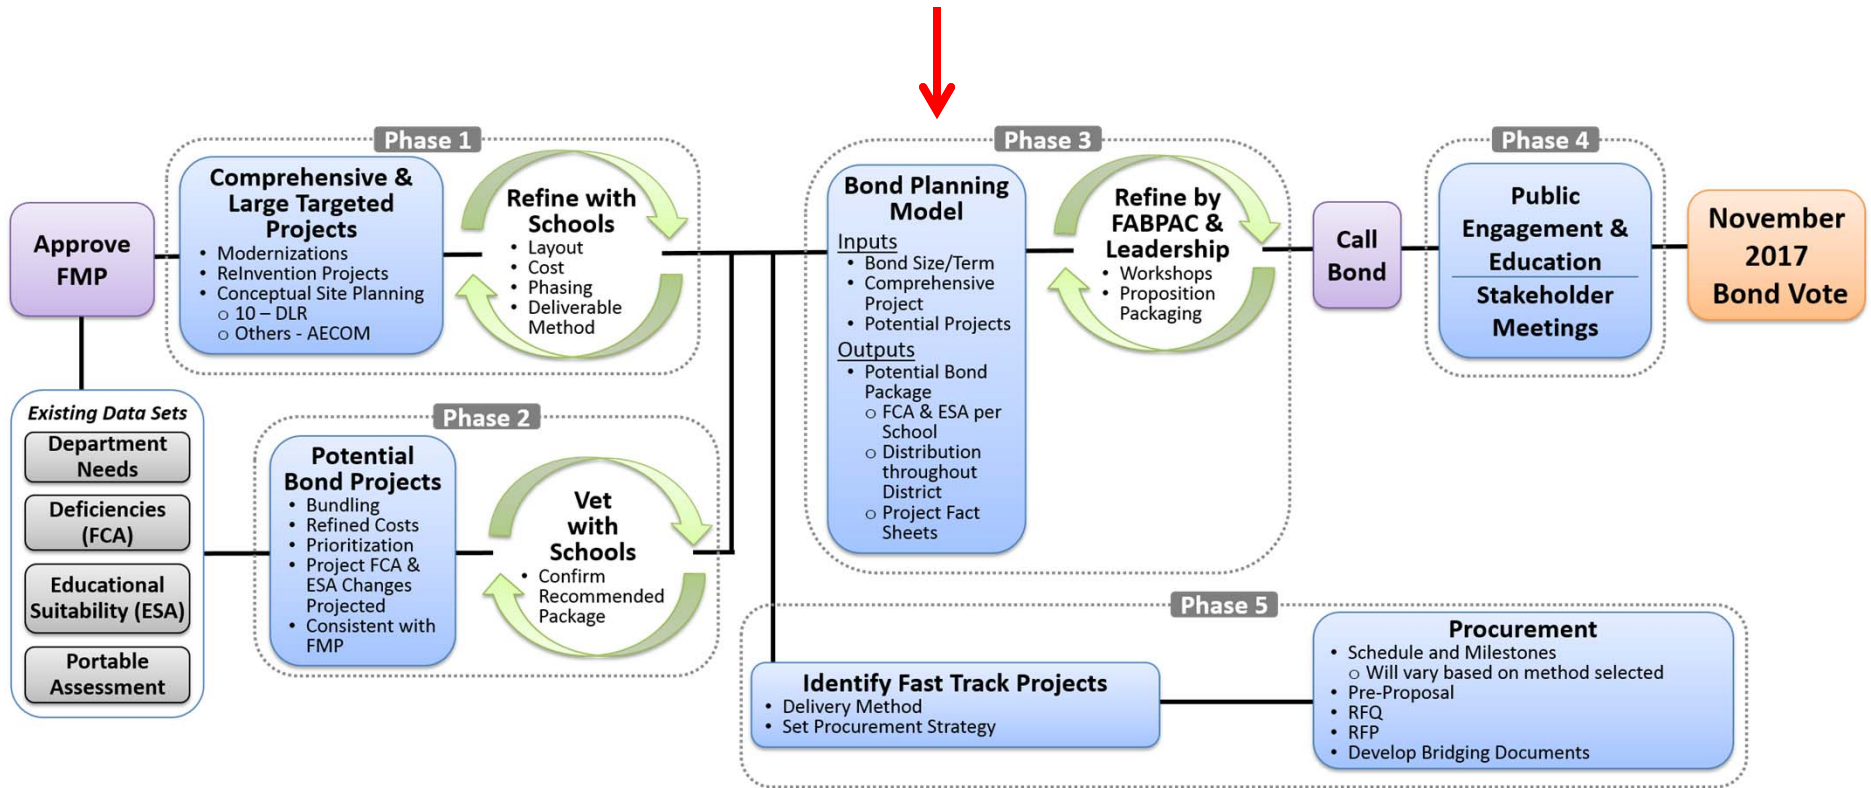 Approve
FMP
Existing Data Sets
Department
Needs
Deficiencies
(FCA)
Educational
Suitability (ESA)
Portable
Assessment
Phase 1
Comprehensive &
Large Targeted
Projects
• Modernizations
• ReInvention Projects
• Conceptual Site Planning
o 10 – DLR
o Others - AECOM
Refine with
Schools
• Layout
• Cost
• Phasing
• Deliverable
Method
Phase 2
Potential
Bond Projects
• Bundling
• Refined Costs
• Prioritization
• Project FCA &
ESA Changes
Projected
• Consistent with
FMP
Vet
with
Schools
• Confirm
Recommended
Package
Phase 3
Bond Planning
Model
Inputs
• Bond Size/Term
• Comprehensive
Project
• Potential Projects
Outputs
• Potential Bond
Package
o FCA & ESA per
School
o Distribution
throughout
District
o Project Fact
Sheets
Refine by
FABPAC &
Leadership
• Workshops
• Proposition
Packaging
Call
Bond
Phase 4
Public
Engagement &
Education
Stakeholder
Meetings
November
2017
Bond Vote
Phase 5
Identify Fast Track Projects
• Delivery Method
• Set Procurement Strategy
Procurement
• Schedule and Milestones
o Will vary based on method selected
• Pre-Proposal
• RFQ
• RFP
• Develop Bridging Documents